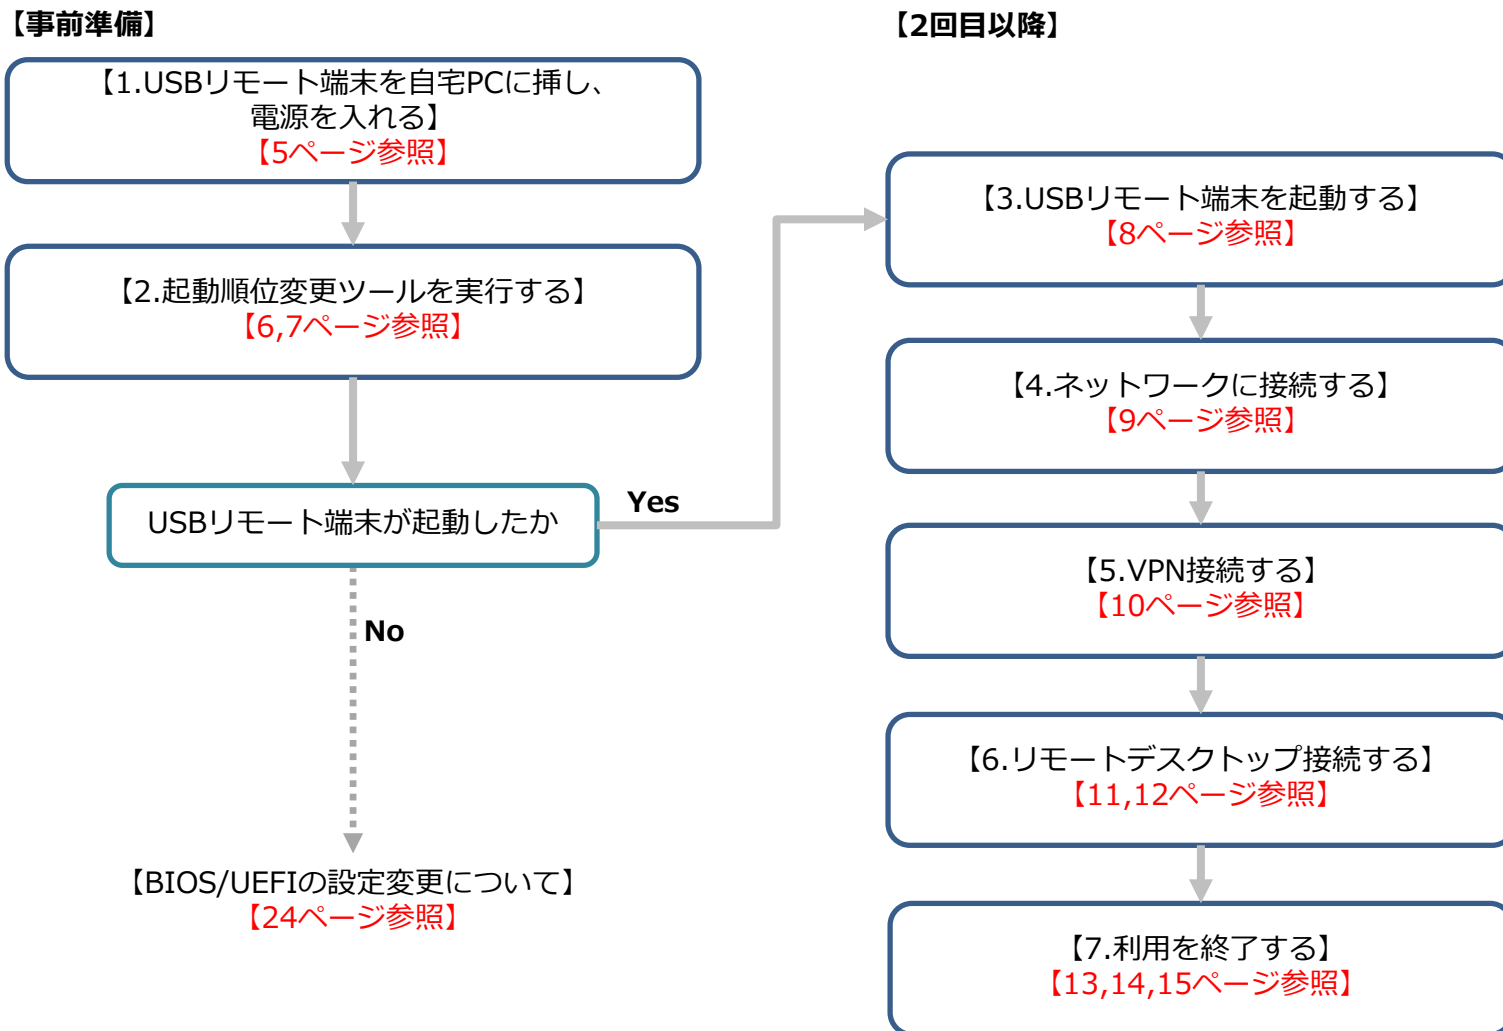 【事前準備】
【1.USBリモート端末を自宅PCに挿し、
電源を入れる】
【5ページ参照】
【2.起動順位変更ツールを実行する】
【6,7ページ参照】
USBリモート端末が起動したか
Yes
No
【BIOS/UEFIの設定変更について】
【24ページ参照】
【2回目以降】
【3.USBリモート端末を起動する】
【8ページ参照】
【4.ネットワークに接続する】
【9ページ参照】
【5.VPN接続する】
【10ページ参照】
【6.リモートデスクトップ接続する】
【11,12ページ参照】
【7.利用を終了する】
【13,14,15ページ参照】